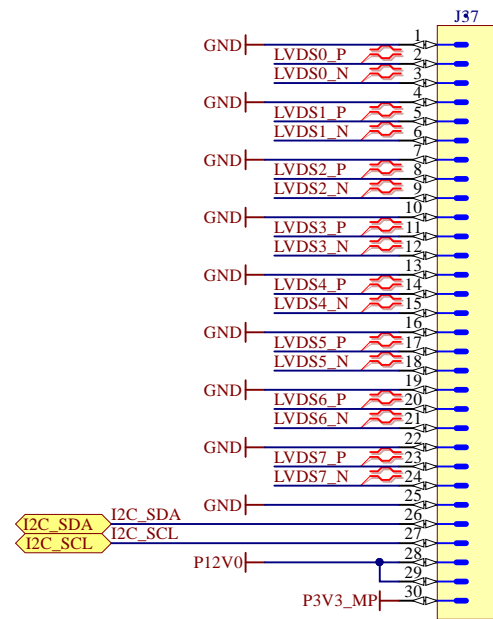 J37
GND 1
LVDS0_P 2
LVDS0_N 3
GND 4
LVDS1_P 5
LVDS1_N 6
GND 7
LVDS2_P 8
LVDS2_N 9
GND 10
LVDS3_P 11
LVDS3_N 12
GND 13
LVDS4_P 14
LVDS4_N 15
GND 16
LVDS5_P 17
LVDS5_N 18
GND 19
LVDS6_P 20
LVDS6_N 21
GND 22
LVDS7_P 23
LVDS7_N 24
GND 25
I2C_SDA I2C_SDA 26
I2C_SCL I2C_SCL 27
P12V0 28
29
P3V3_MP 30